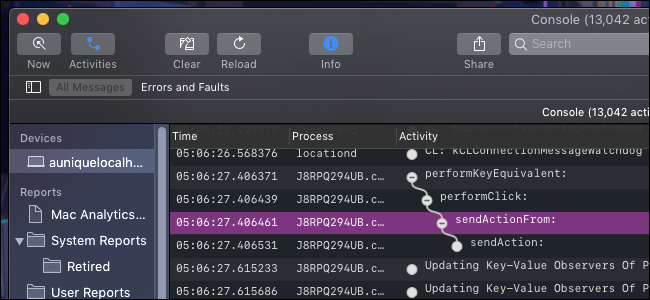 Console (13,042 acti
Now
Activities
Clear
Reload
Info
Share
Search
All Messages
Errors and Faults
Console (13,042 acti
Devices
auniquelocalh...
Reports
Mac Analytics...
System Reports
Retired
User Reports
Time Process Activity
05:06:26.568376 locationd CL: kCLConnectionMessageWatchdog
05:06:27.406371 J8RPQ294UB.c... performKeyEquivalent:
05:06:27.406439 J8RPQ294UB.c... performClick:
05:06:27.406461 J8RPQ294UB.c... sendActionFrom:
05:06:27.406531 J8RPQ294UB.c... sendAction:
05:06:27.615233 J8RPQ294UB.c... Updating Key-Value Observers Of P
05:06:27.615686 J8RPQ294UB.c... Updating Key-Value Observers Of P